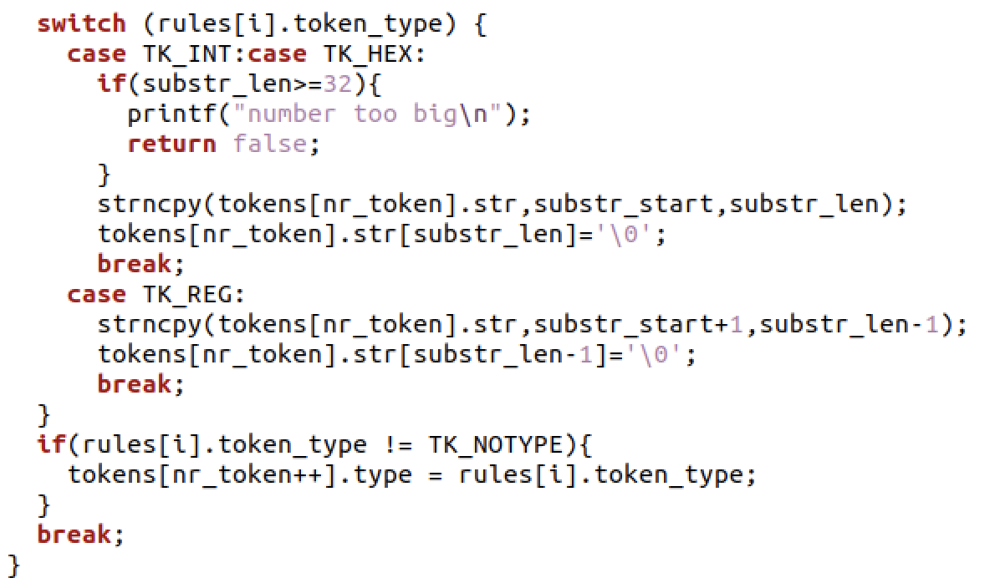 switch (rules[i].token_type) {
case TK_INT:case TK_HEX:
if(substr_len>=32){
printf("number too big\n");
return false;
}
strncpy(tokens[nr_token].str,substr_start,substr_len);
tokens[nr_token].str[substr_len]='\0';
break;
case TK_REG:
strncpy(tokens[nr_token].str,substr_start+1,substr_len-1);
tokens[nr_token].str[substr_len-1]='\0';
break;
}
if(rules[i].token_type != TK_NOTYPE){
tokens[nr_token++].type = rules[i].token_type;
}
break;
}